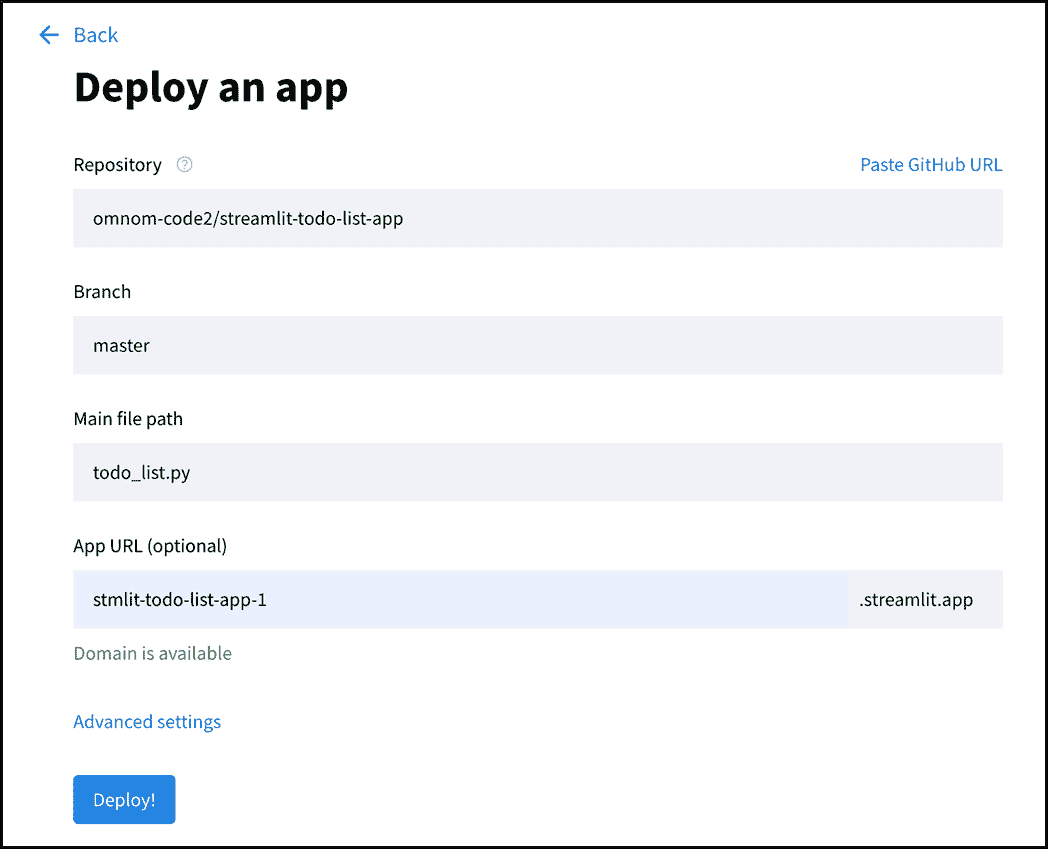 Back
Deploy an app
Repository ?
Paste GitHub URL
omnom-code2/streamlit-todo-list-app
Branch
master
Main file path
todo_list.py
App URL (optional)
stmlit-todo-list-app-1
.streamlit.app
Domain is available
Advanced settings
Deploy!